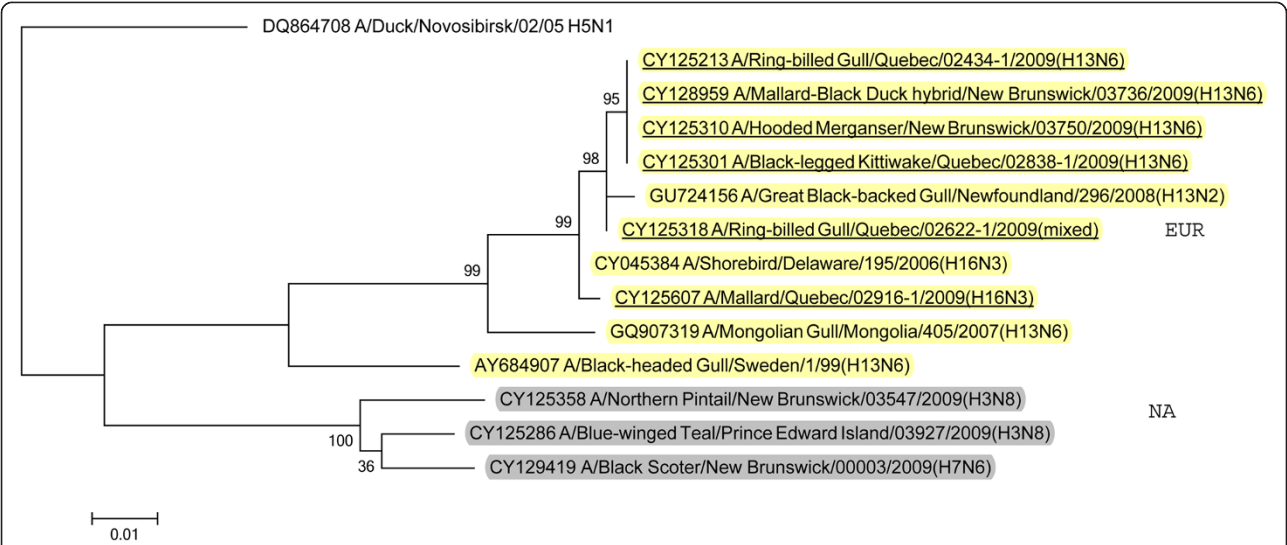 DQ864708 A/Duck/Novosibirsk/02/05 H5N1
CY125213 A/Ring-billed Gull/Quebec/02434-1/2009(H13N6)
95
CY128959 A/Mallard-Black Duck hybrid/New Brunswick/03736/2009(H13N6)
CY125310 A/Hooded Merganser/New Brunswick/03750/2009(H13N6)
98
CY125301 A/Black-legged Kittiwake/Quebec/02838-1/2009(H13N6)
GU724156 A/Great Black-backed Gull/Newfoundland/296/2008(H13N2)
99
CY125318 A/Ring-billed Gull/Quebec/02622-1/2009(mixed)
EUR
CY045384 A/Shorebird/Delaware/195/2006(H16N3)
99
CY125607 A/Mallard/Quebec/02916-1/2009(H16N3)
GQ907319 A/Mongolian Gull/Mongolia/405/2007(H13N6)
AY684907 A/Black-headed Gull/Sweden/1/99(H13N6)
CY125358 A/Northern Pintail/New Brunswick/03547/2009(H3N8)
NA
100
CY125286 A/Blue-winged Teal/Prince Edward Island/03927/2009(H3N8)
36
CY129419 A/Black Scoter/New Brunswick/00003/2009(H7N6)
0.01